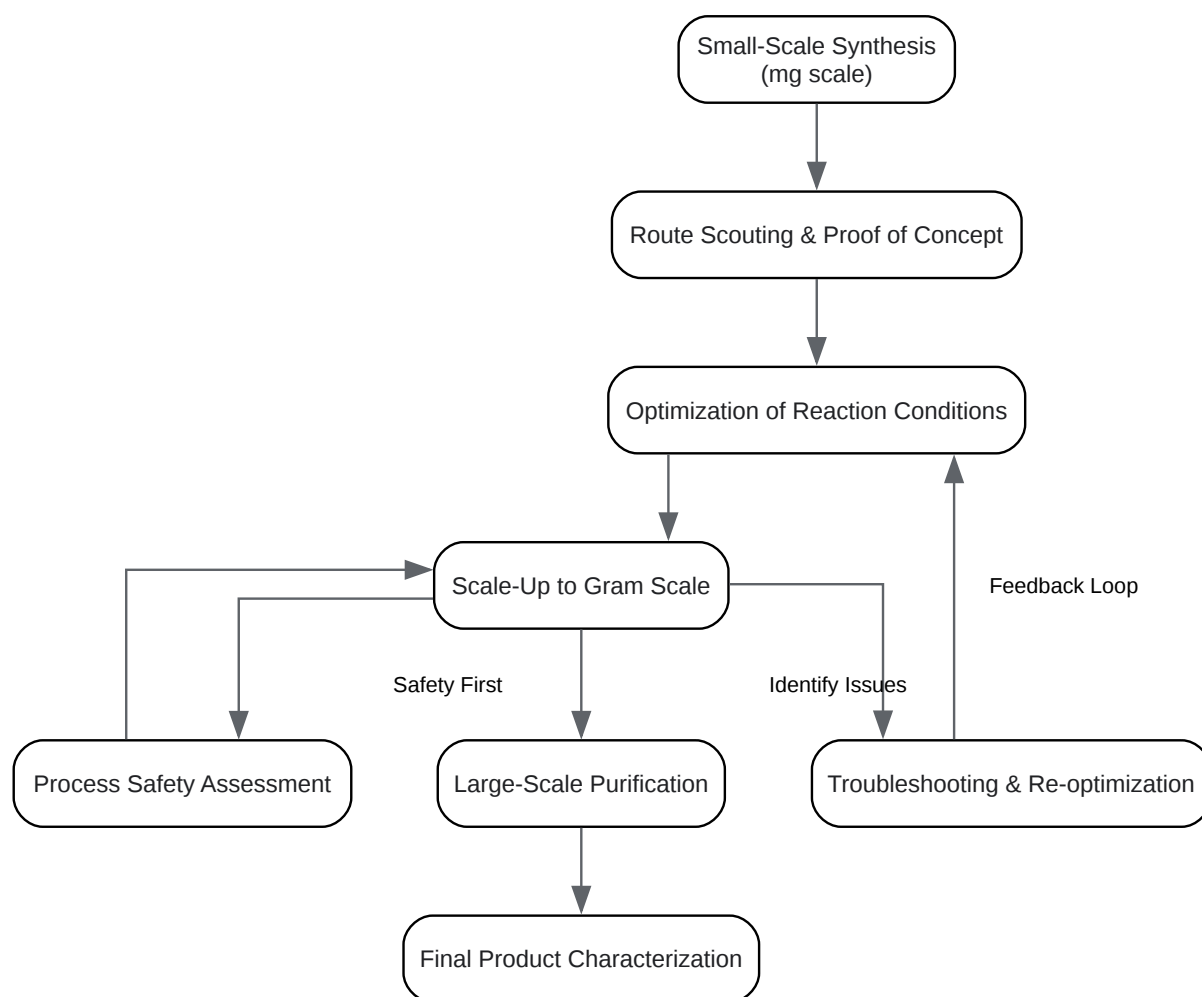 Small-Scale Synthesis
(mg scale)
Route Scouting & Proof of Concept
Optimization of Reaction Conditions
Scale-Up to Gram Scale
Feedback Loop
Safety First
Identify Issues
Process Safety Assessment
Large-Scale Purification
Troubleshooting & Re-optimization
Final Product Characterization